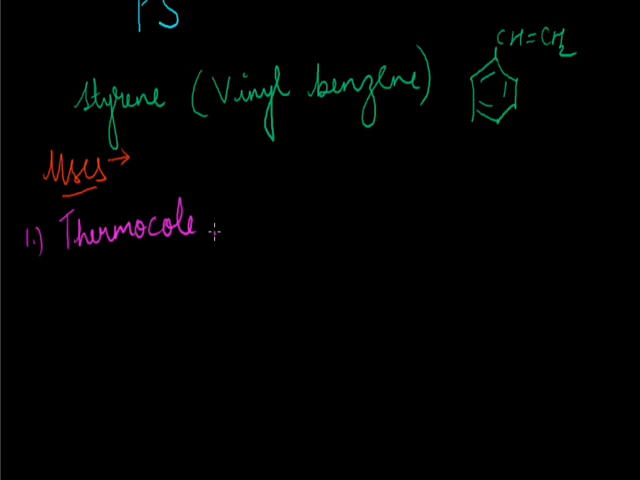 PS
CH=CH2
Styrene (Vinyl benzene)
Uses →
1.) Thermocole